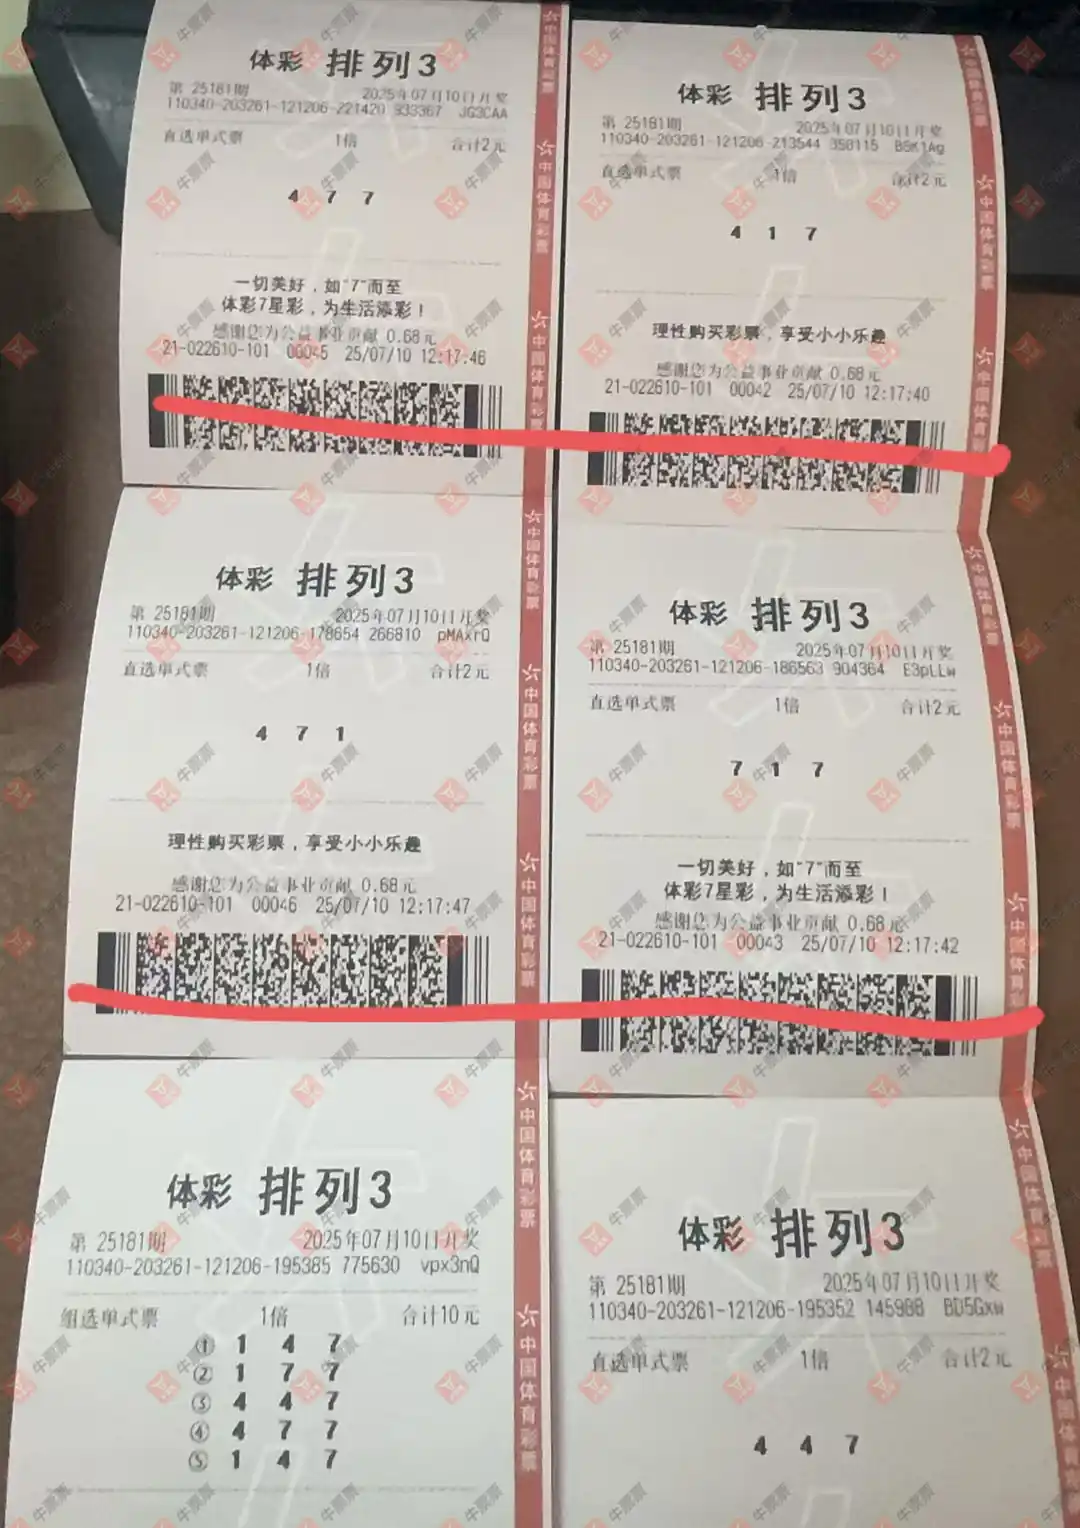 体彩 排列3
第 25181期 2025年07月10日开奖
110340-203261-121206-221420 933367 JG3CAA
直选单式票 1倍 合计2元
4 7 7
一切美好，如“7”而至
体彩7星彩，为生活添彩！
感谢您为公益事业贡献 0.68元
21-022610-101 00045 25/07/10 12:17:46
体彩 排列3
第 25181期 2025年07月10日开奖
110340-203261-121206-213544 358115 B8K1Ag
直选单式票 1倍 合计2元
4 1 7
理性购买彩票，享受小小乐趣
感谢您为公益事业贡献 0.68元
21-022610-101 00042 25/07/10 12:17:40
体彩 排列3
第 25181期 2025年07月10日开奖
110340-203261-121206-178654 266810 pMAxrQ
直选单式票 1倍 合计2元
4 7 1
理性购买彩票，享受小小乐趣
感谢您为公益事业贡献 0.68元
21-022610-101 00046 25/07/10 12:17:47
体彩 排列3
第 25181期 2025年07月10日开奖
110340-203261-121206-186563 904364 E3pLLw
直选单式票 1倍 合计2元
7 1 7
一切美好，如“7”而至
体彩7星彩，为生活添彩！
感谢您为公益事业贡献 0.68元
21-022610-101 00043 25/07/10 12:17:42
体彩 排列3
第 25181期 2025年07月10日开奖
110340-203261-121206-195385 775630 vpx3nQ
组选单式票 1倍 合计10元
① 1 4 7
② 1 7 7
③ 4 4 7
④ 4 7 7
⑤ 1 4 7
体彩 排列3
第 25181期 2025年07月10日开奖
110340-203261-121206-195352 145988 BD5Gxw
直选单式票 1倍 合计2元
4 4 7
中国体育彩票
牛票票